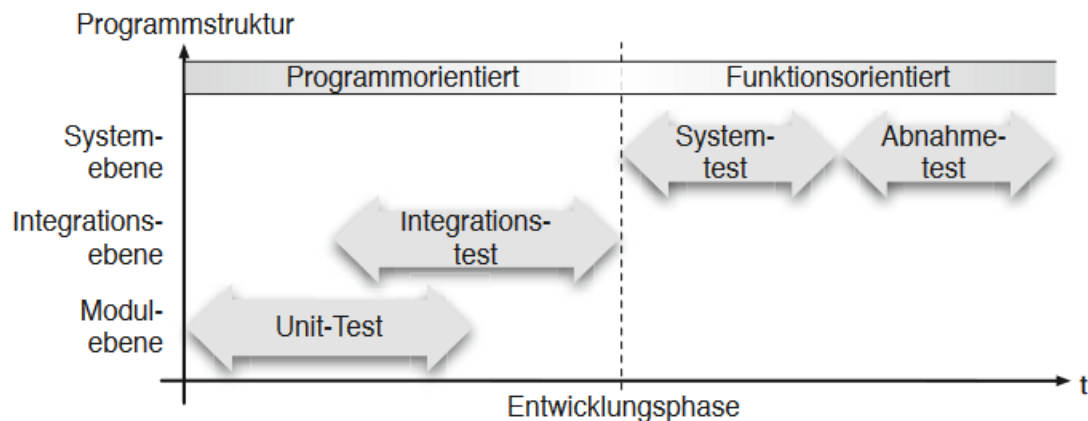 Programmstruktur
Programmorientiert
Funktionsorientiert
System-
ebene
System-
test
Abnahme-
test
Integrations-
ebene
Integrations-
test
Modul-
ebene
Unit-Test
t
Entwicklungsphase